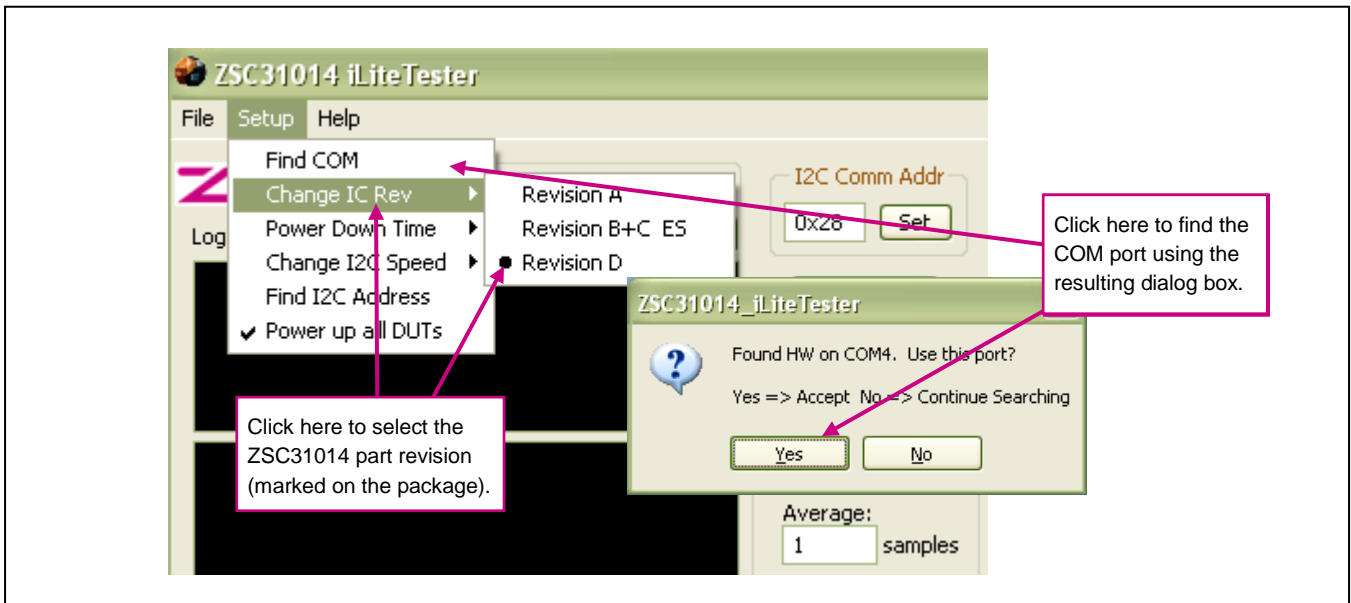 ZSC31014 iLiteTester
File Setup Help
Find COM
Change IC Rev
Power Down Time
Change I2C Speed
Find I2C Address
Power up all DUTs
Revision A
Revision B+C ES
Revision D
Log
I2C Comm Addr
0x28 Set
Click here to find the
COM port using the
resulting dialog box.
ZSC31014_iLiteTester
Found HW on COM4. Use this port?
Yes => Accept No => Continue Searching
Yes No
Click here to select the
ZSC31014 part revision
(marked on the package).
Average:
1 samples